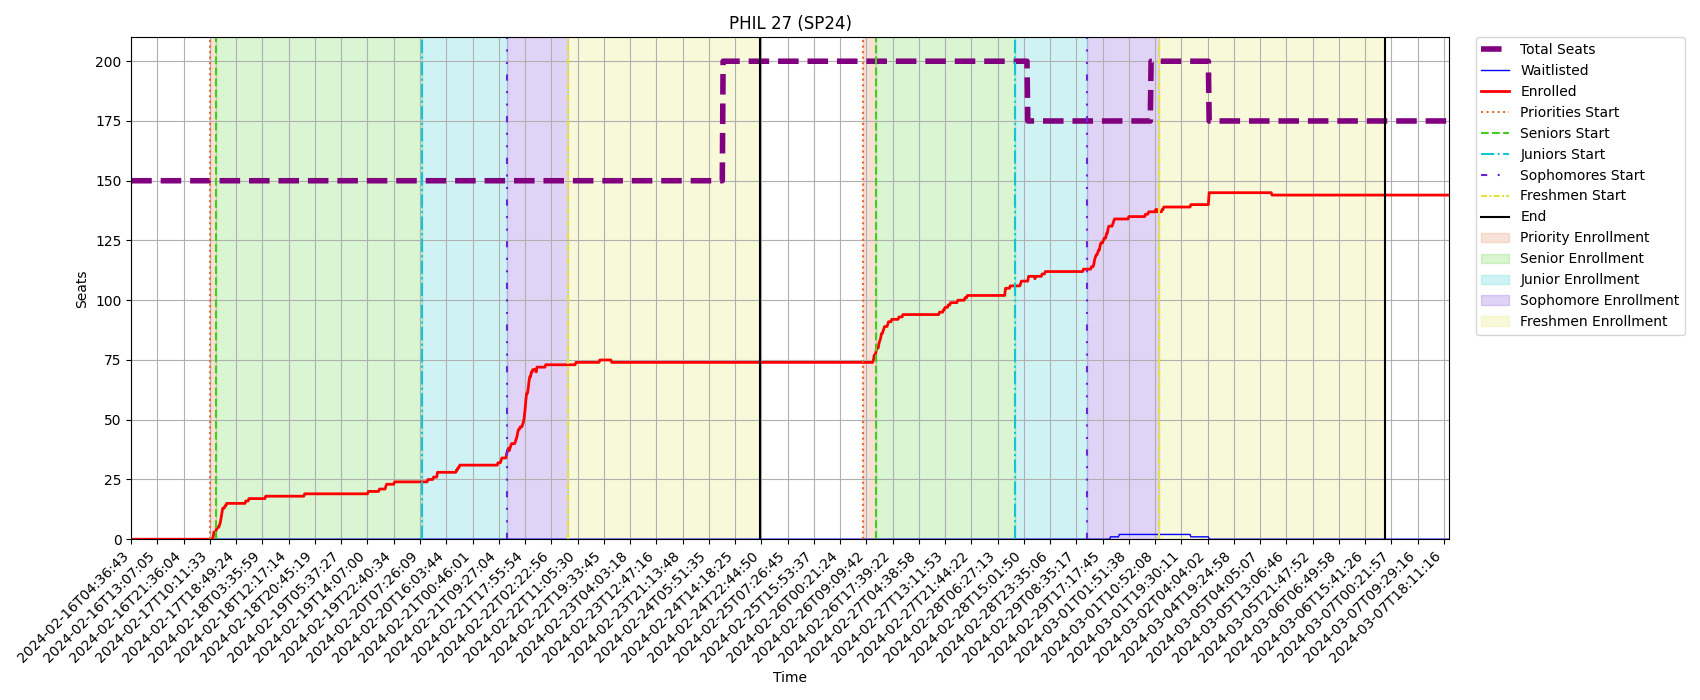 PHIL 27 (SP24)
Seats
200
175
150
125
100
75
50
25
0
2024-02-16T04:36:43
2024-02-16T13:07:05
2024-02-16T21:36:04
2024-02-17T10:11:33
2024-02-17T18:49:24
2024-02-18T03:35:59
2024-02-18T12:17:14
2024-02-18T20:45:19
2024-02-19T05:37:27
2024-02-19T14:07:00
2024-02-19T22:40:34
2024-02-20T07:26:09
2024-02-20T16:03:44
2024-02-21T00:46:01
2024-02-21T09:27:04
2024-02-21T17:55:54
2024-02-22T02:22:56
2024-02-22T11:05:30
2024-02-22T19:33:45
2024-02-23T04:03:18
2024-02-23T12:47:16
2024-02-23T21:13:48
2024-02-24T05:51:35
2024-02-24T14:18:25
2024-02-24T22:44:50
2024-02-25T07:26:45
2024-02-25T15:53:37
2024-02-26T00:21:24
2024-02-26T09:09:42
2024-02-26T17:39:22
2024-02-27T04:38:58
2024-02-27T13:11:53
2024-02-27T21:44:22
2024-02-28T06:27:13
2024-02-28T15:01:50
2024-02-28T23:35:06
2024-02-29T08:35:17
2024-02-29T17:17:45
2024-03-01T01:51:38
2024-03-01T10:52:08
2024-03-01T19:30:11
2024-03-02T04:04:02
2024-03-04T19:24:58
2024-03-05T04:05:07
2024-03-05T13:06:46
2024-03-05T21:47:52
2024-03-06T06:49:58
2024-03-06T15:41:26
2024-03-07T00:21:57
2024-03-07T09:29:16
2024-03-07T18:11:16
Time
Total Seats
Waitlisted
Enrolled
Priorities Start
Seniors Start
Juniors Start
Sophomores Start
Freshmen Start
End
Priority Enrollment
Senior Enrollment
Junior Enrollment
Sophomore Enrollment
Freshmen Enrollment